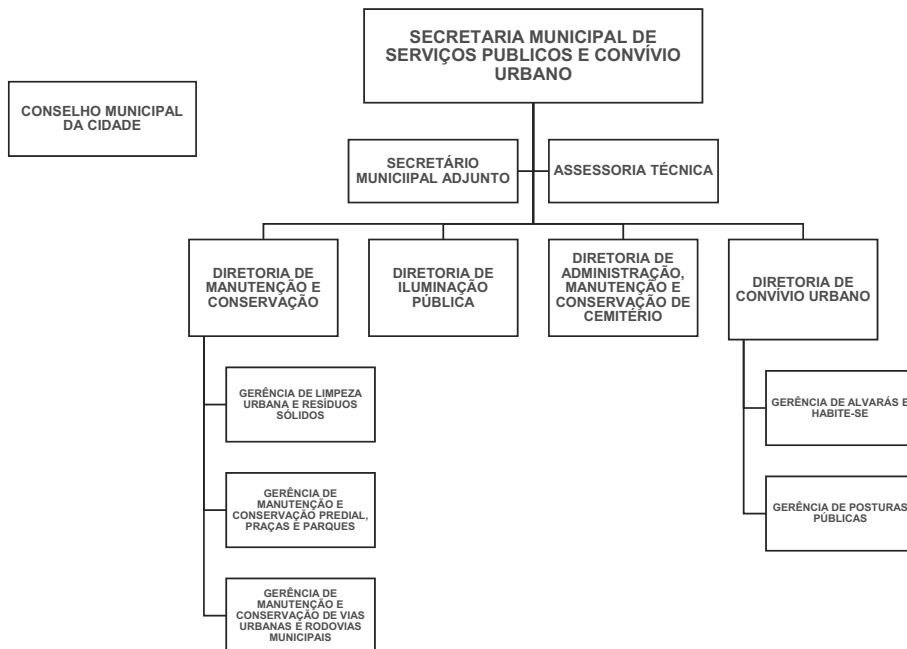 SECRETARIA MUNICIPAL DE
SERVIÇOS PUBLICOS E CONVÍVIO
URBANO
CONSELHO MUNICIPAL
DA CIDADE
SECRETÁRIO
MUNICIIPAL ADJUNTO
ASSESSORIA TÉCNICA
DIRETORIA DE
MANUTENÇÃO E
CONSERVAÇÃO
DIRETORIA DE
ILUMINAÇÃO
PÚBLICA
DIRETORIA DE
ADMINISTRAÇÃO,
MANUTENÇÃO E
CONSERVAÇÃO DE
CEMITÉRIO
DIRETORIA DE
CONVÍVIO URBANO
GERÊNCIA DE LIMPEZA
URBANA E RESÍDUOS
SÓLIDOS
GERÊNCIA DE ALVARÁS E
HABITE-SE
GERÊNCIA DE
MANUTENÇÃO E
CONSERVAÇÃO PREDIAL,
PRAÇAS E PARQUES
GERÊNCIA DE POSTURAS
PÚBLICAS
GERÊNCIA DE
MANUTENÇÃO E
CONSERVAÇÃO DE VIAS
URBANAS E RODOVIAS
MUNICIPAIS